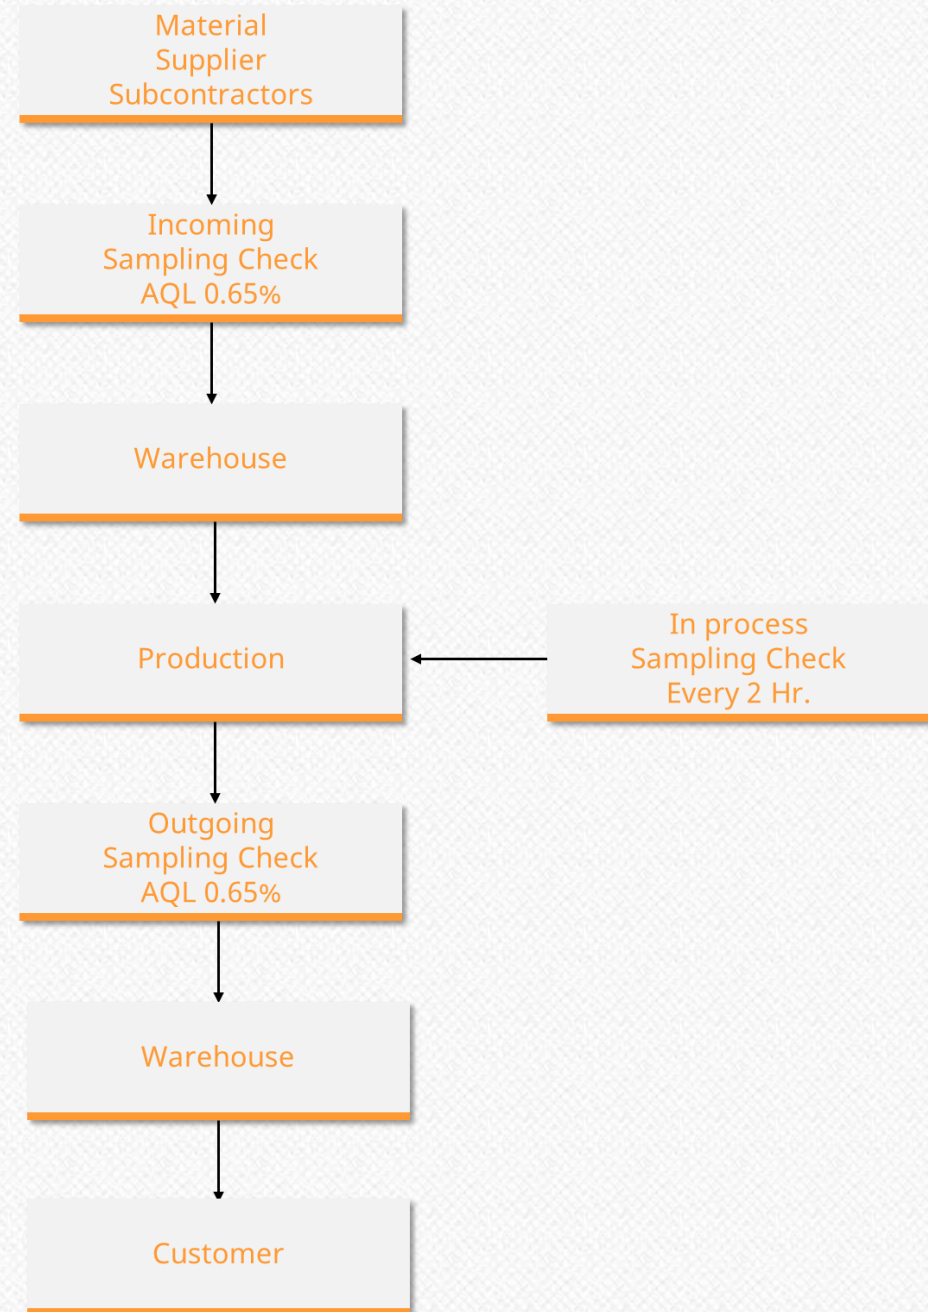 Material
Supplier
Subcontractors
Incoming
Sampling Check
AQL 0.65%
Warehouse
Production
In process
Sampling Check
Every 2 Hr.
Outgoing
Sampling Check
AQL 0.65%
Warehouse
Customer